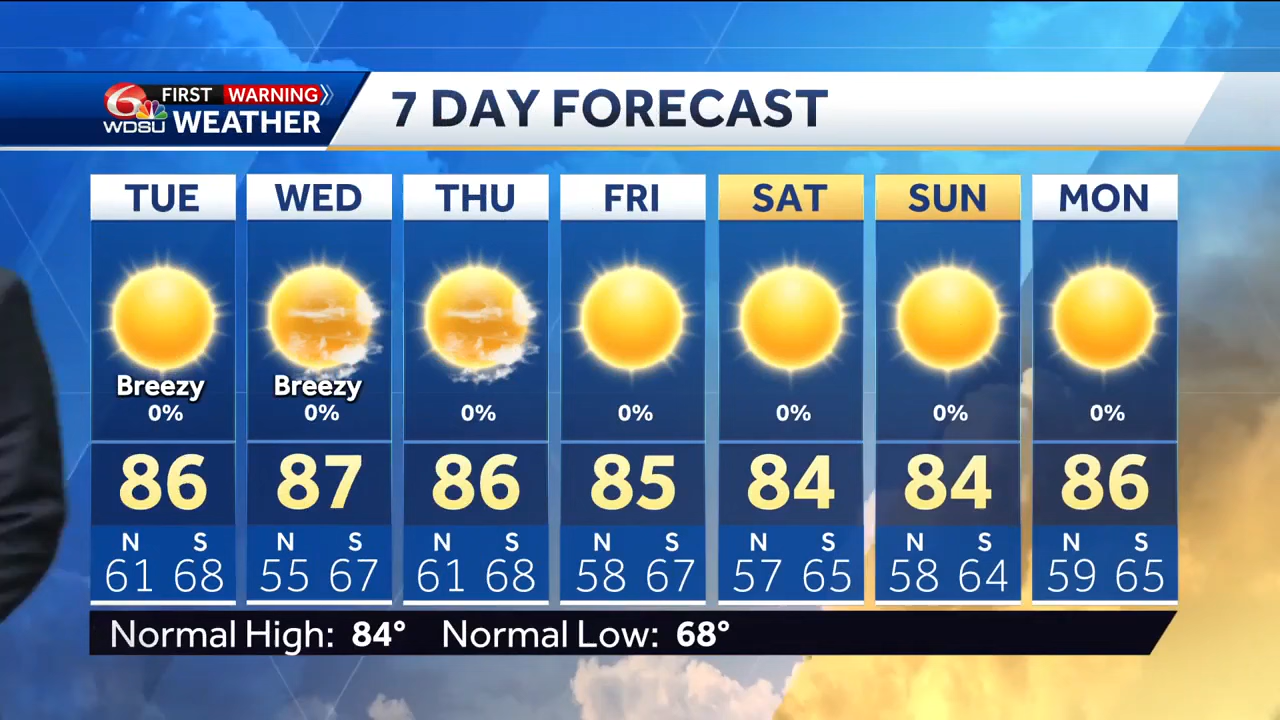 6 WDSU FIRST WARNING WEATHER
7 DAY FORECAST
TUE WED THU FRI SAT SUN MON
Breezy Breezy
0% 0% 0% 0% 0% 0% 0%
86 87 86 85 84 84 86
N S N S N S N S N S N S N S
61 68 55 67 61 68 58 67 57 65 58 64 59 65
Normal High: 84° Normal Low: 68°